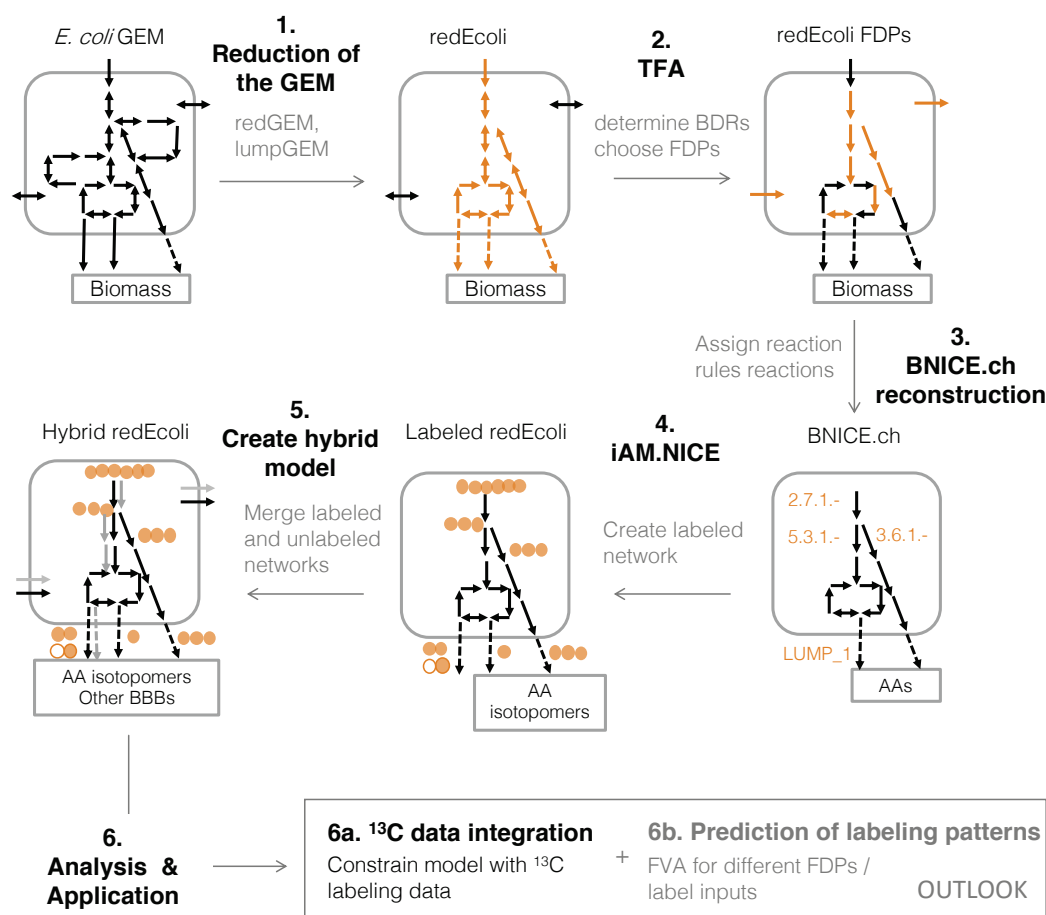 E. coli GEM
1.
Reduction of
the GEM
redGEM,
lumpGEM
redEcoli
2.
TFA
determine BDRs
choose FDPs
redEcoli FDPs
Biomass
Biomass
Biomass
Assign reaction
rules reactions
3.
BNICE.ch
reconstruction
Hybrid redEcoli
5.
Create hybrid
model
Merge labeled
and unlabeled
networks
Labeled redEcoli
4.
iAM.NICE
Create labeled
network
BNICE.ch
2.7.1.-
5.3.1.-
3.6.1.-
LUMP_1
AA isotopomers
Other BBBs
AA
isotopomers
AAs
6.
Analysis &
Application
6a. ¹³C data integration
Constrain model with ¹³C
labeling data
+
6b. Prediction of labeling patterns
FVA for different FDPs /
label inputs
OUTLOOK